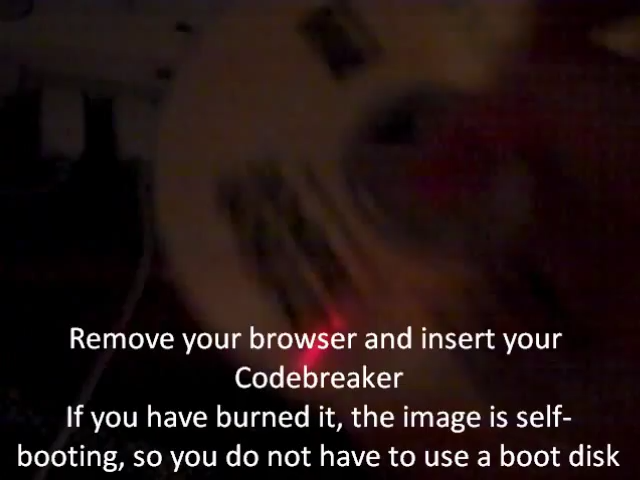 Remove your browser and insert your
Codebreaker
If you have burned it, the image is self-
booting, so you do not have to use a boot disk